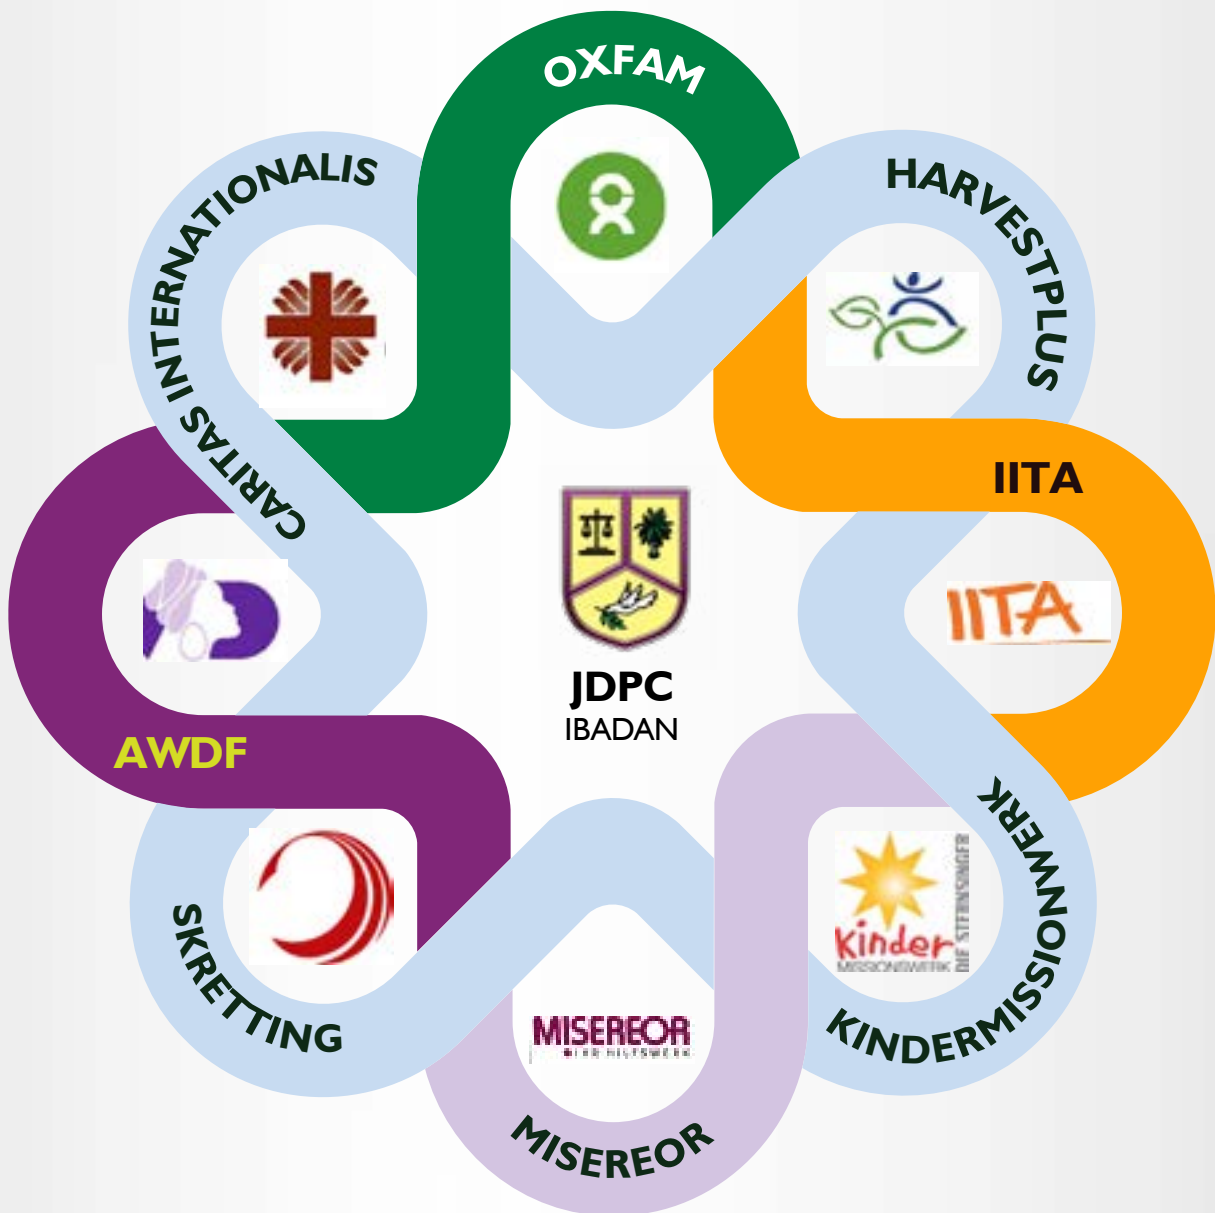 OXFAM
HARVESTPLUS
CARITAS INTERNATIONALIS
IITA
IITA
JDPC
IBADAN
AWDF
KINDERMISSIONWERK
Kinder
MISSIONSWERK
DIE STERNSINGER
SKRETTING
MISEREOR
MISEREOR